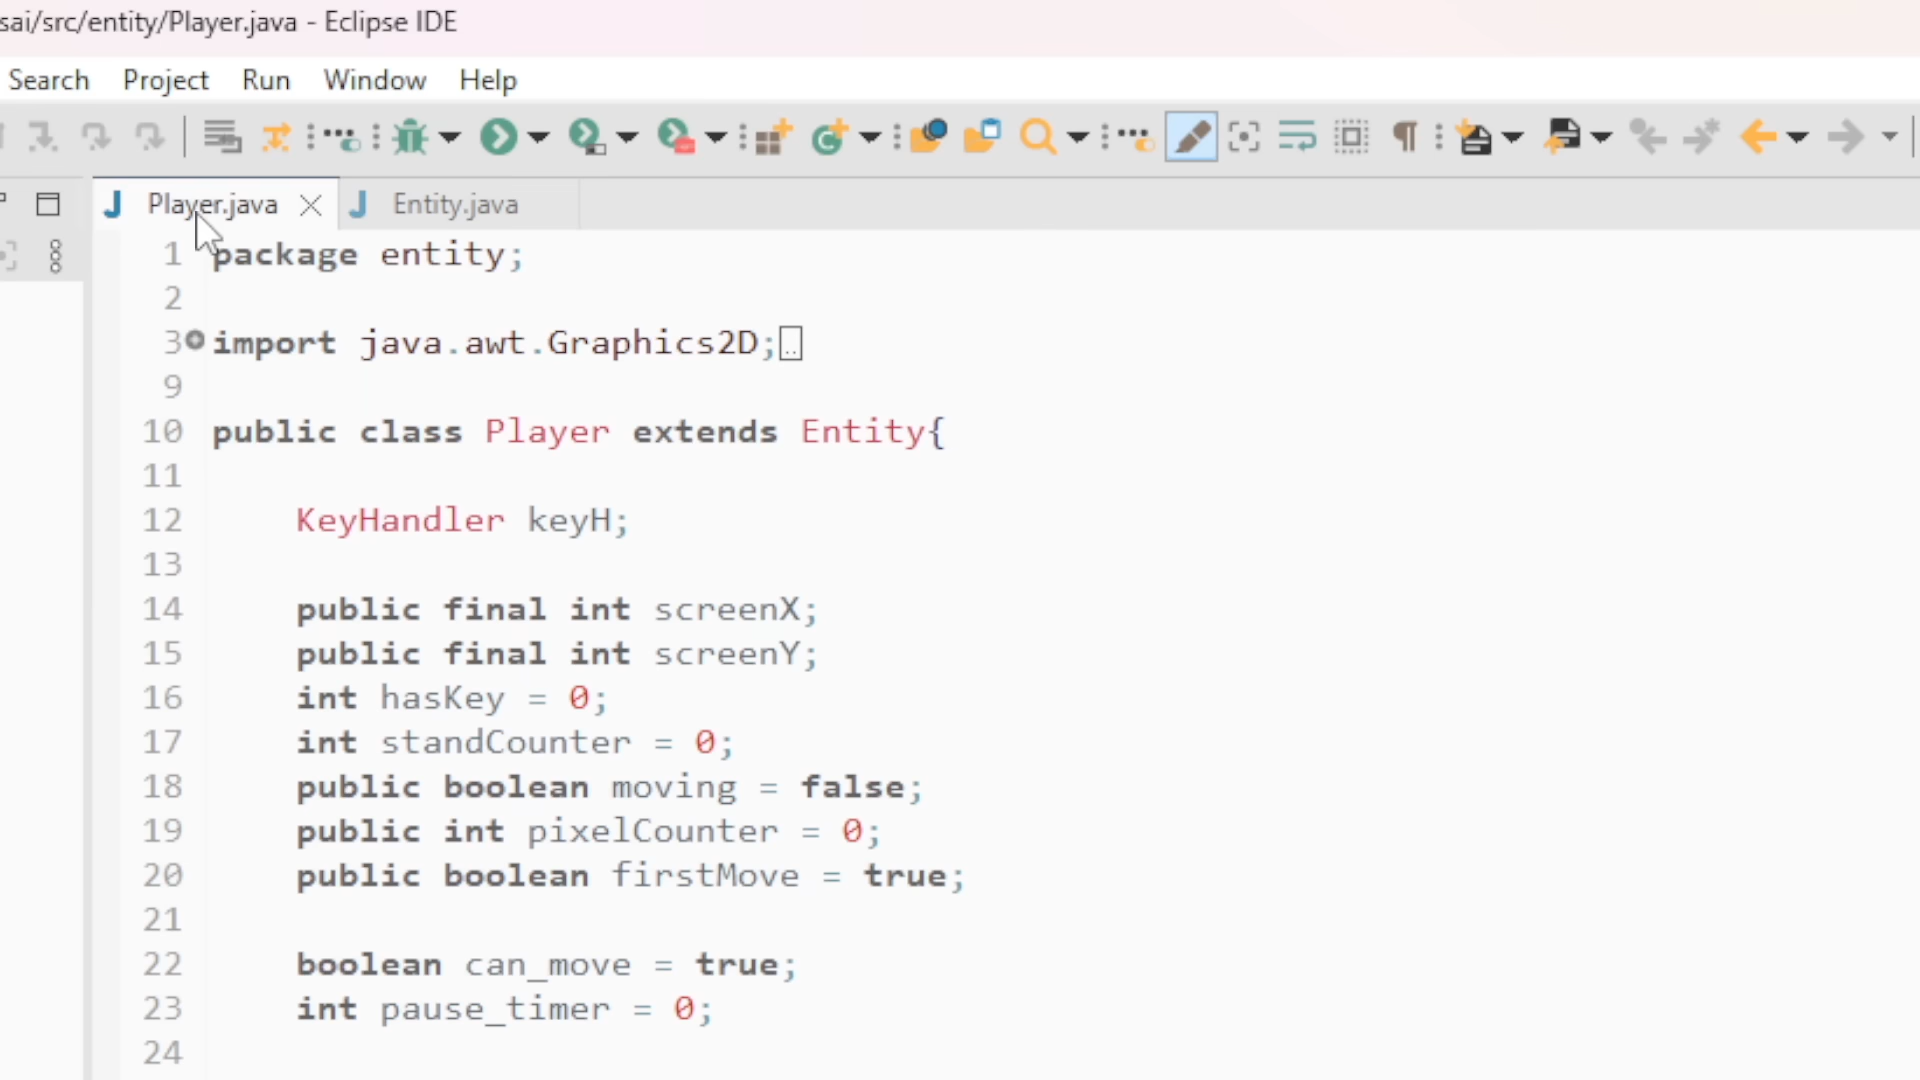 sai/src/entity/Player.java - Eclipse IDE
Search Project Run Window Help
Player.java Entity.java
1 package entity;
2
3 import java.awt.Graphics2D;
9
10 public class Player extends Entity{
11
12 KeyHandler keyH;
13
14 public final int screenX;
15 public final int screenY;
16 int hasKey = 0;
17 int standCounter = 0;
18 public boolean moving = false;
19 public int pixelCounter = 0;
20 public boolean firstMove = true;
21
22 boolean can_move = true;
23 int pause_timer = 0;
24